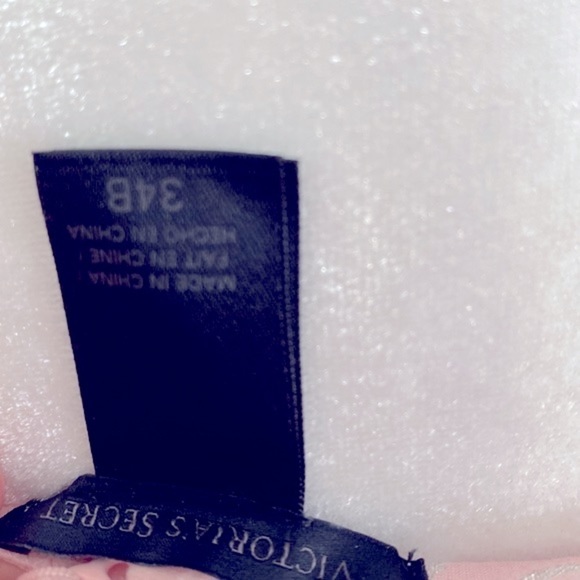 VICTORIA'S SECRET
MADE IN CHINA
FAIT EN CHINE
HECHO EN CHINA
34B